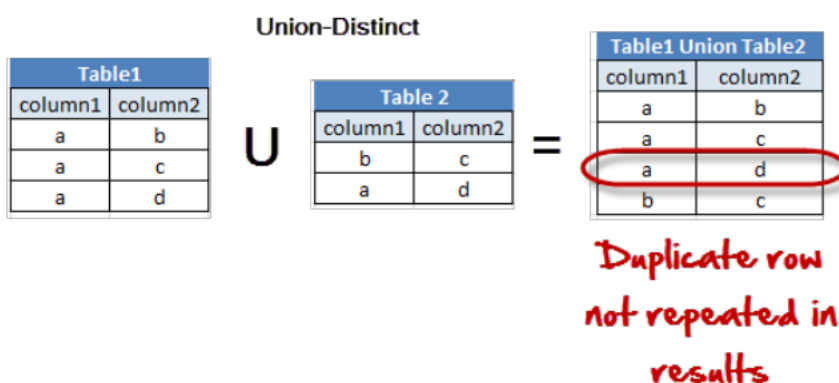 Union-Distinct
Table1
column1 column2
a b
a c
a d
U
Table 2
column1 column2
b c
a d
=
Table1 Union Table2
column1 column2
a b
a c
a d
b c
Duplicate row
not repeated in
results